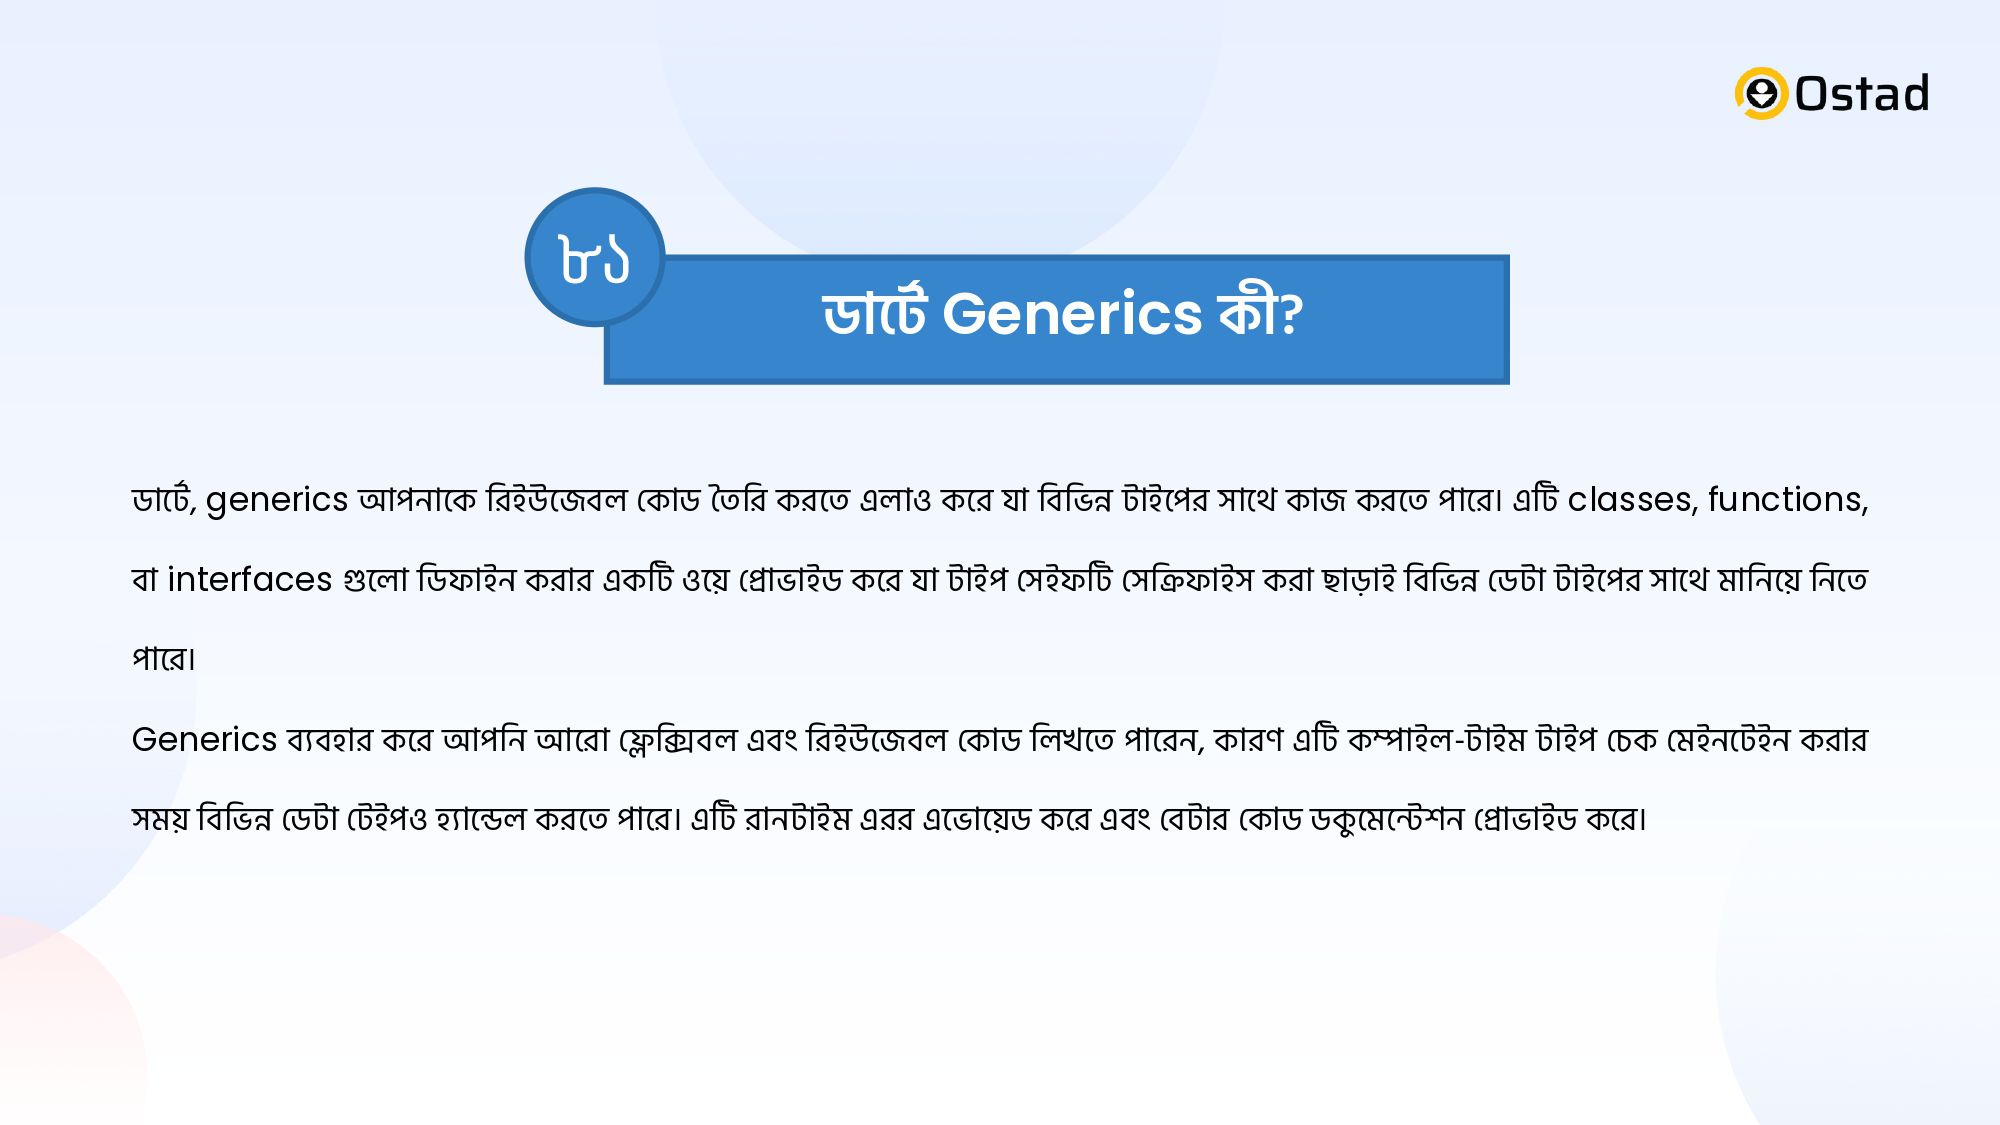 Ostad
৮১
ডার্টে Generics কী?
ডার্টে, generics আপনাকে রিইউজেবল কোড তৈরি করতে এলাও করে যা বিভিন্ন টাইপের সাথে কাজ করতে পারে। এটি classes, functions,
বা interfaces গুলো ডিফাইন করার একটি ওয়ে প্রোভাইড করে যা টাইপ সেইফটি সেক্রিফাইস করা ছাড়াই বিভিন্ন ডেটা টাইপের সাথে মানিয়ে নিতে
পারে।
Generics ব্যবহার করে আপনি আরো ফ্লেক্সিবল এবং রিইউজেবল কোড লিখতে পারেন, কারণ এটি কম্পাইল-টাইম টাইপ চেক মেইনটেইন করার
সময় বিভিন্ন ডেটা টেইপও হ্যান্ডেল করতে পারে। এটি রানটাইম এরর এভোয়েড করে এবং বেটার কোড ডকুমেন্টেশন প্রোভাইড করে।